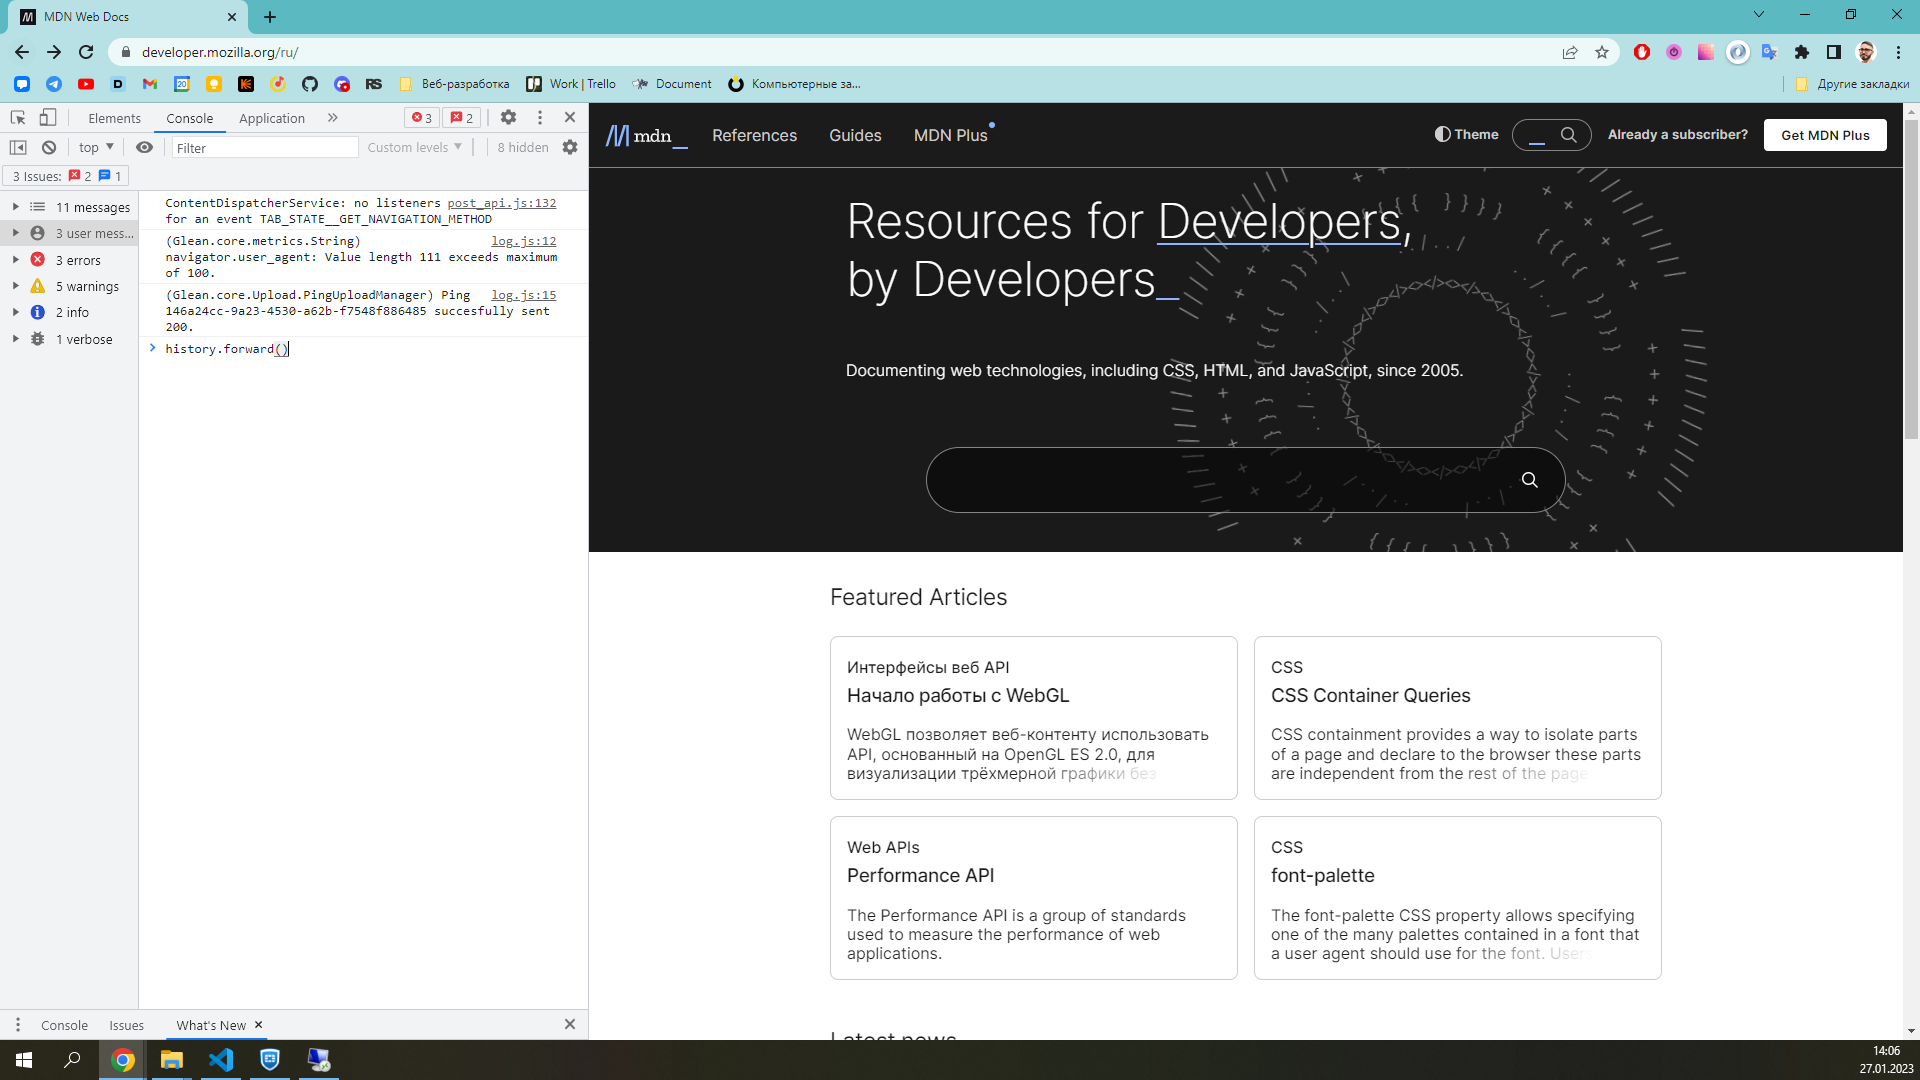 MDN Web Docs
developer.mozilla.org/ru/
Веб-разработка
Work | Trello
Document
Компьютерные за...
Другие закладки
Elements
Console
Application
3
2
top
Filter
Custom levels
8 hidden
3 Issues:
2
1
11 messages
3 user mess...
3 errors
5 warnings
2 info
1 verbose
ContentDispatcherService: no listeners post_api.js:132
for an event TAB_STATE__GET_NAVIGATION_METHOD
(Glean.core.metrics.String) log.js:12
navigator.user_agent: Value length 111 exceeds maximum
of 100.
(Glean.core.Upload.PingUploadManager) Ping log.js:15
146a24cc-9a23-4530-a62b-f7548f886485 succesfully sent
200.
history.forward()
Console
Issues
What's New
mdn_
References
Guides
MDN Plus
Theme
Already a subscriber?
Get MDN Plus
Resources for Developers,
by Developers_
Documenting web technologies, including CSS, HTML, and JavaScript, since 2005.
Featured Articles
Интерфейсы веб API
Начало работы с WebGL
WebGL позволяет веб-контенту использовать
API, основанный на OpenGL ES 2.0, для
визуализации трёхмерной графики без
CSS
CSS Container Queries
CSS containment provides a way to isolate parts
of a page and declare to the browser these parts
are independent from the rest of the page
Web APIs
Performance API
The Performance API is a group of standards
used to measure the performance of web
applications.
CSS
font-palette
The font-palette CSS property allows specifying
one of the many palettes contained in a font that
a user agent should use for the font. Users
Latest news
14:06
27.01.2023